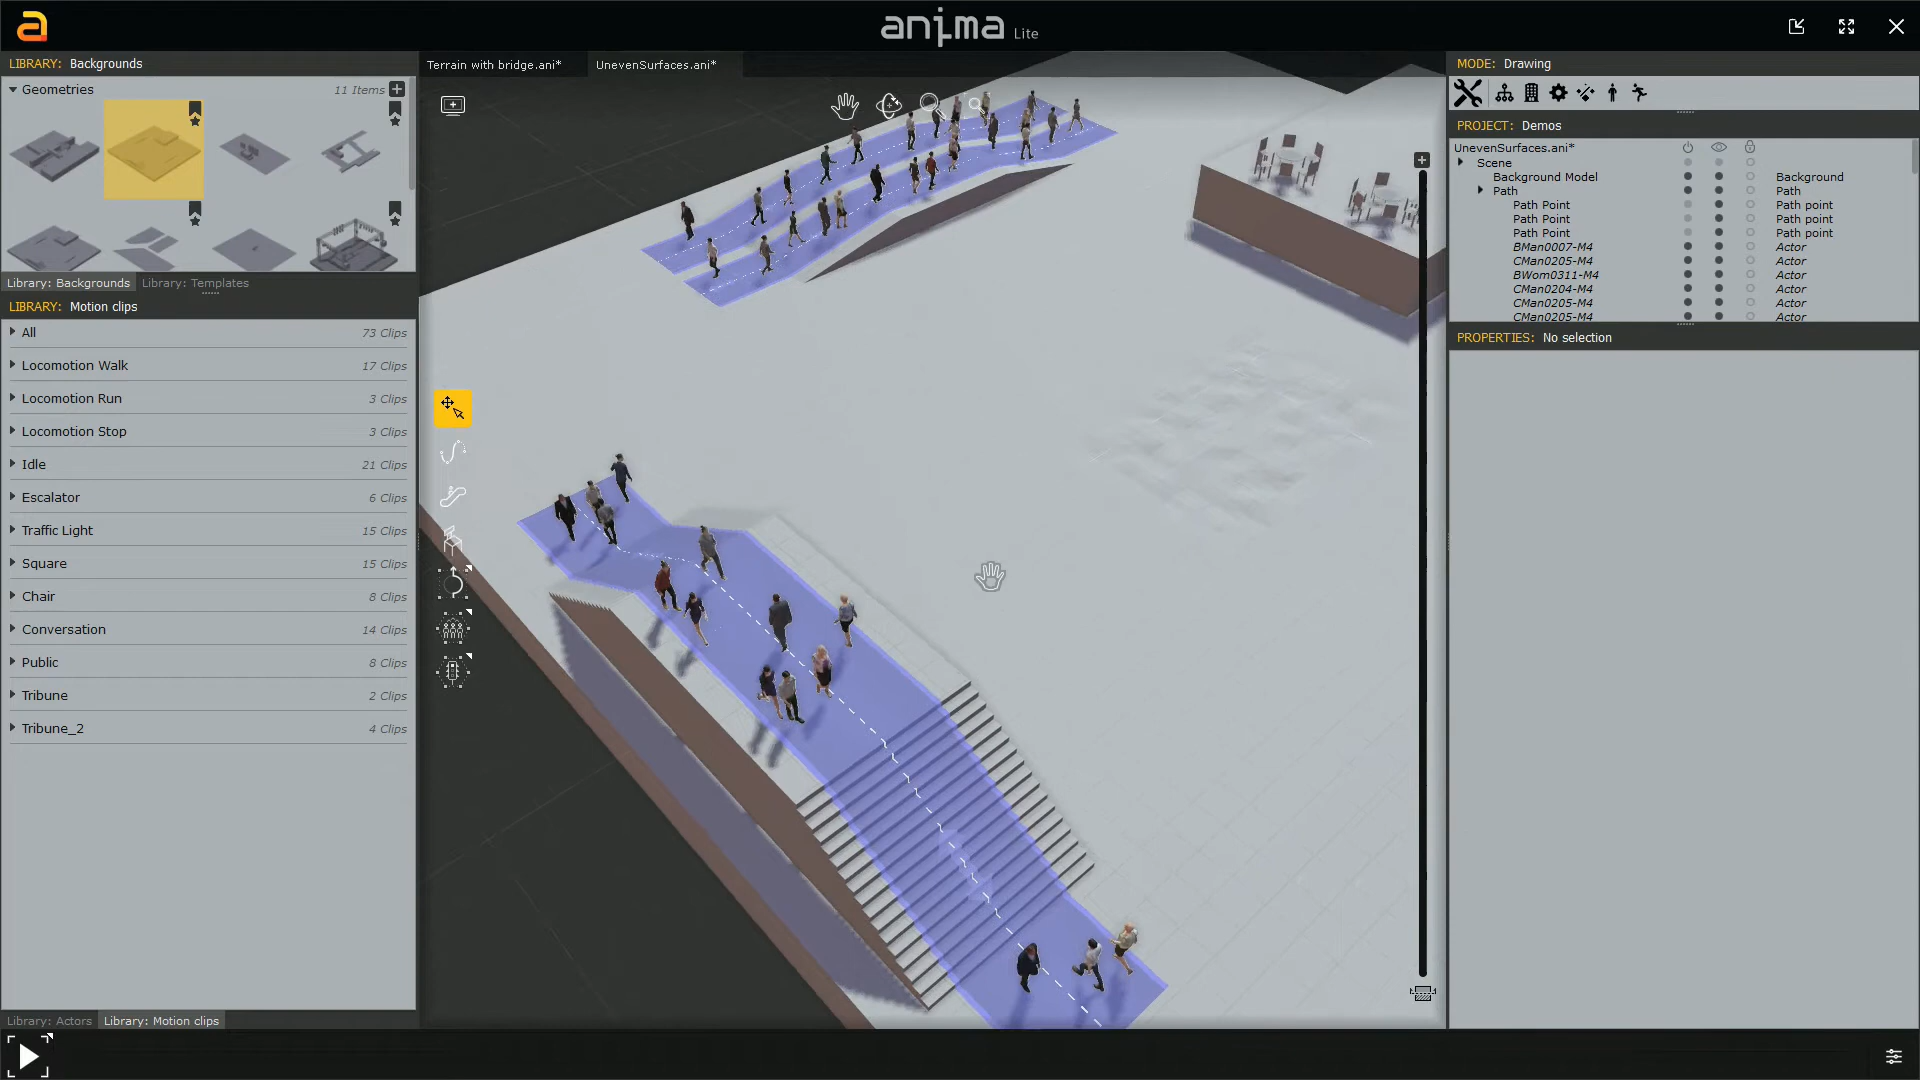 a
anima Lite
LIBRARY: Backgrounds
Geometries 11 Items
Library: Backgrounds Library: Templates
LIBRARY: Motion clips
All 73 Clips
Locomotion Walk 17 Clips
Locomotion Run 3 Clips
Locomotion Stop 3 Clips
Idle 21 Clips
Escalator 6 Clips
Traffic Light 15 Clips
Square 15 Clips
Chair 8 Clips
Conversation 14 Clips
Public 8 Clips
Tribune 2 Clips
Tribune_2 4 Clips
Library: Actors Library: Motion clips
Terrain with bridge.ani* UnevenSurfaces.ani*
MODE: Drawing
PROJECT: Demos
UnevenSurfaces.ani*
Scene
Background Model Background
Path Path
Path Point Path point
Path Point Path point
Path Point Path point
BMan0007-M4 Actor
CMan0205-M4 Actor
BWom0311-M4 Actor
CMan0204-M4 Actor
CMan0205-M4 Actor
CMan0205-M4 Actor
PROPERTIES: No selection